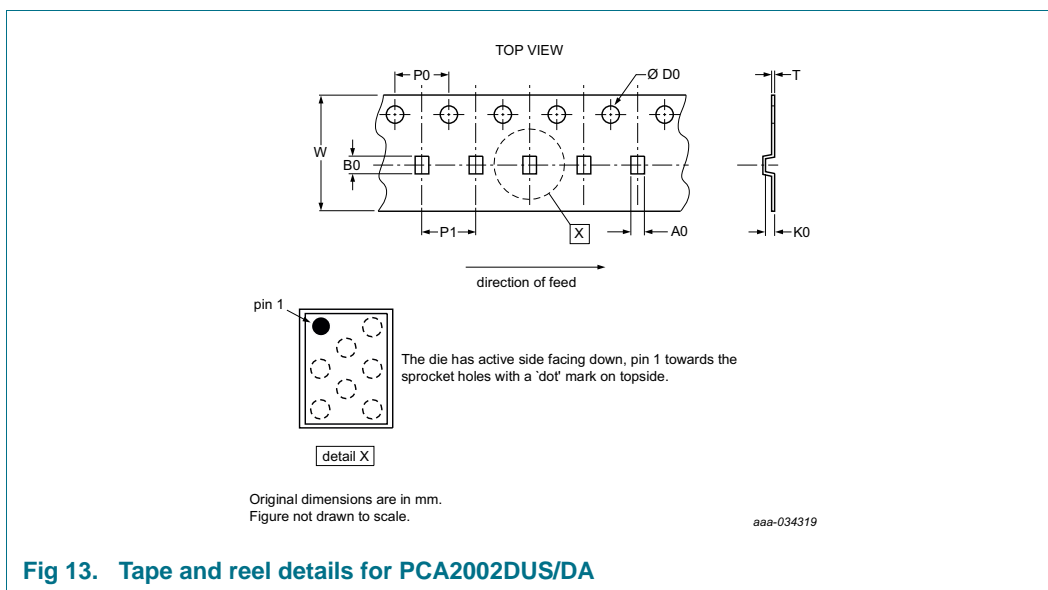 TOP VIEW
P0
Ø D0
T
W
B0
P1
X
A0
K0
direction of feed
pin 1
The die has active side facing down, pin 1 towards the
sprocket holes with a `dot' mark on topside.
detail X
Original dimensions are in mm.
Figure not drawn to scale.
aaa-034319
Fig 13. Tape and reel details for PCA2002DUS/DA